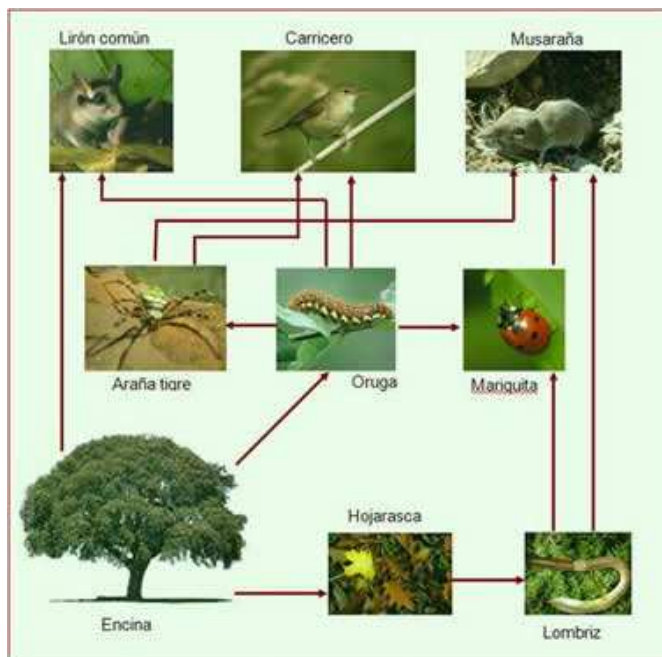 Lirón común
Carricero
Musaraña
Araña tigre
Oruga
Mariquita
Hojarasca
Encina
Lombriz